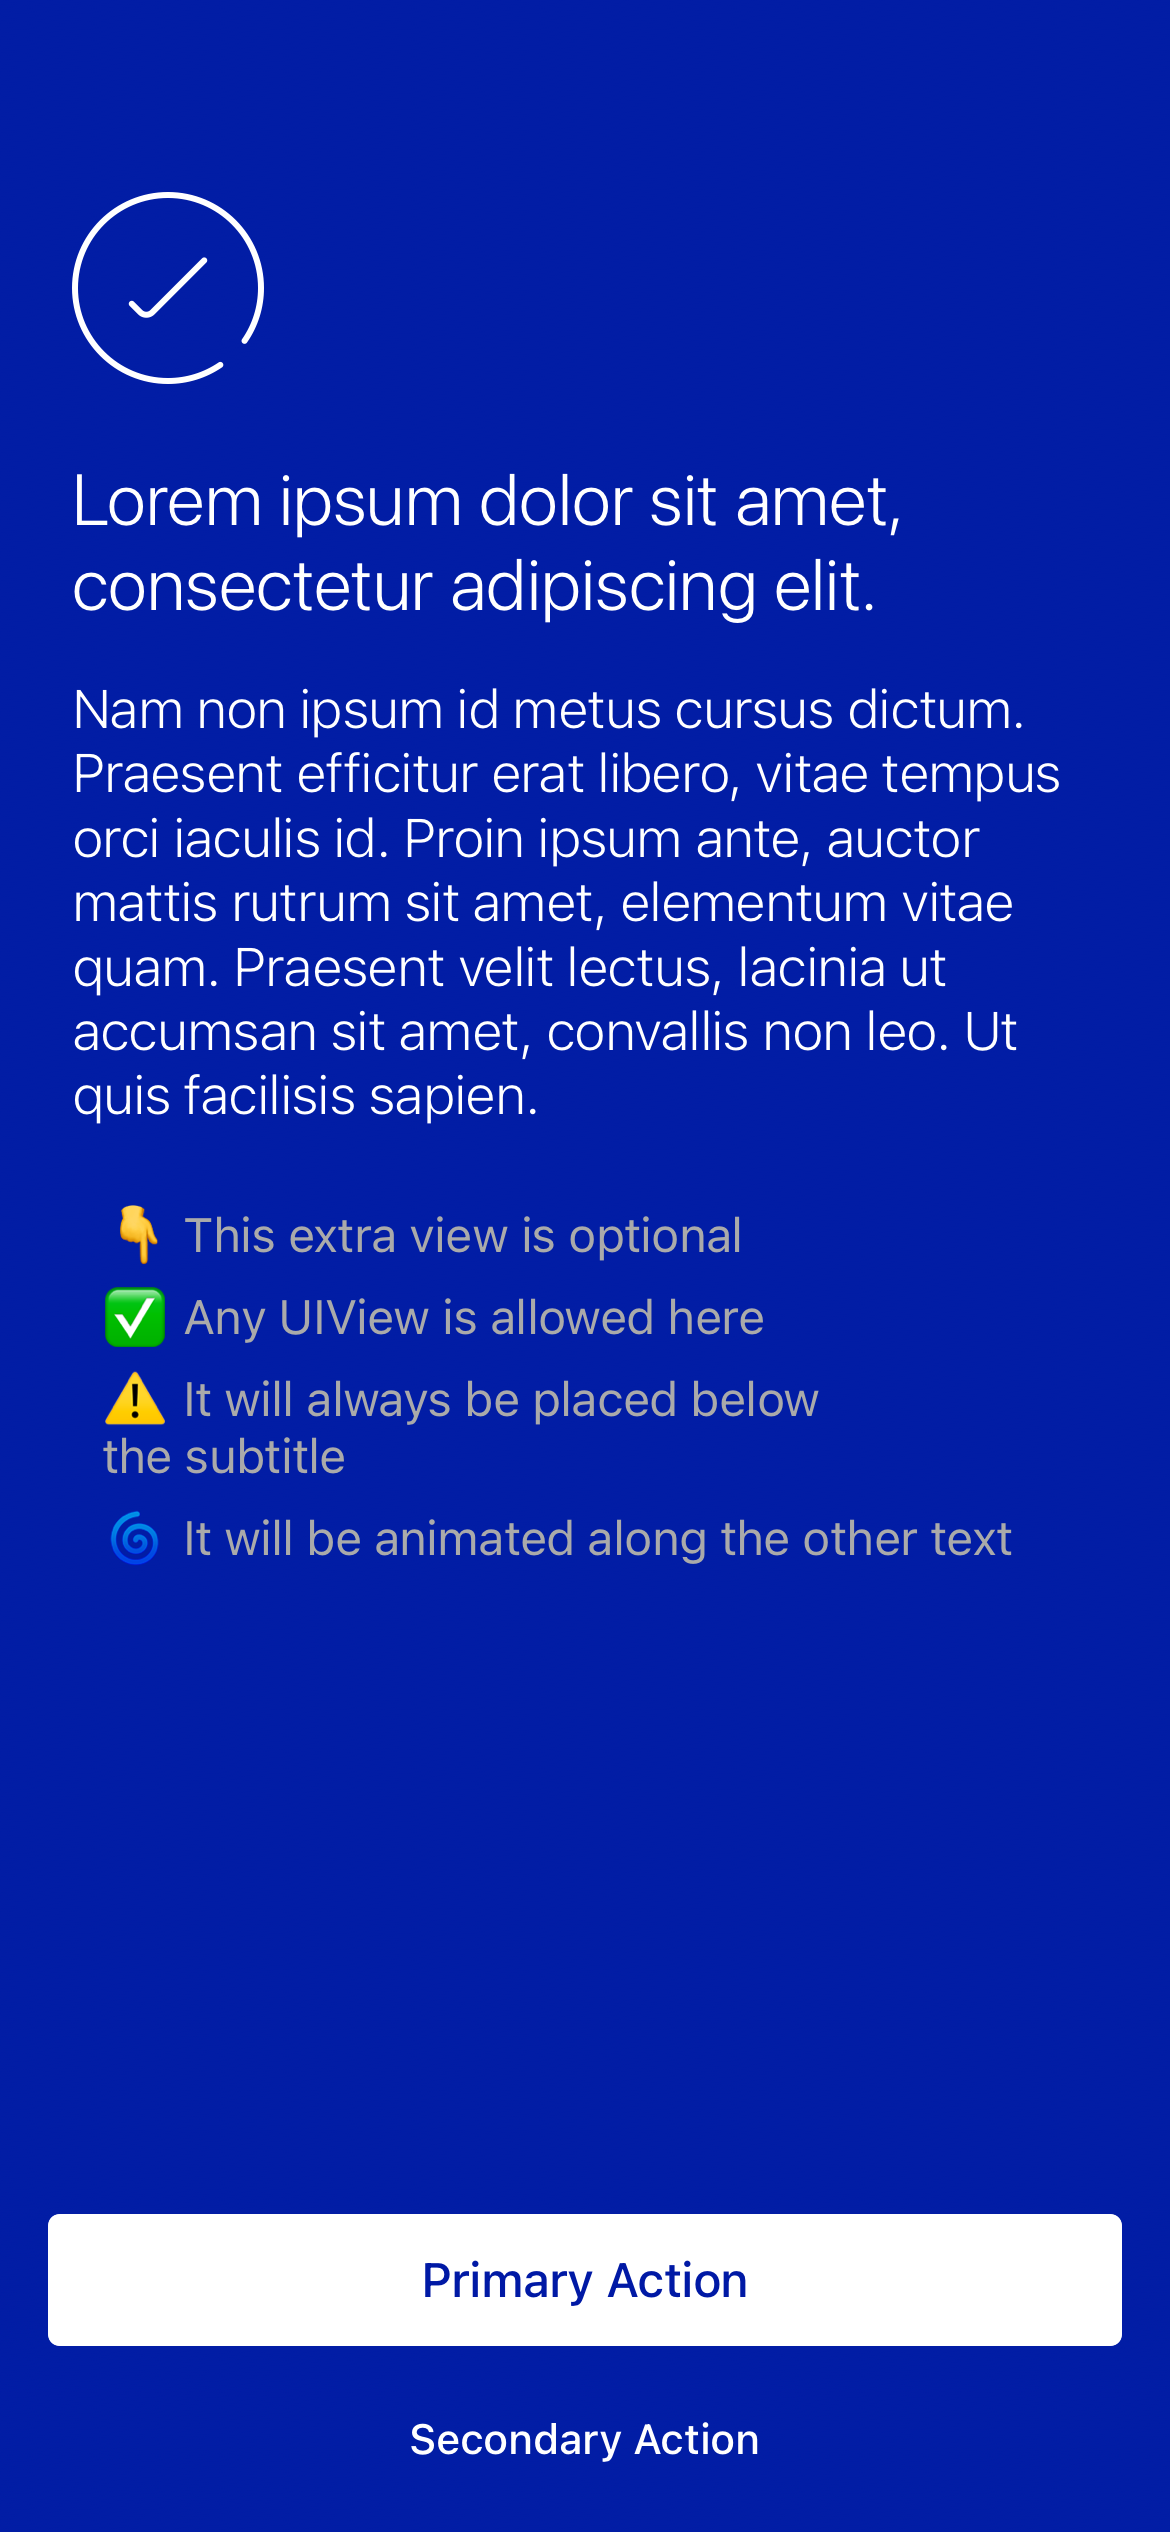 Lorem ipsum dolor sit amet,
consectetur adipiscing elit.
Nam non ipsum id metus cursus dictum.
Praesent efficitur erat libero, vitae tempus
orci iaculis id. Proin ipsum ante, auctor
mattis rutrum sit amet, elementum vitae
quam. Praesent velit lectus, lacinia ut
accumsan sit amet, convallis non leo. Ut
quis facilisis sapien.
👇 This extra view is optional
✅ Any UIView is allowed here
⚠️ It will always be placed below
the subtitle
🌀 It will be animated along the other text
Primary Action
Secondary Action